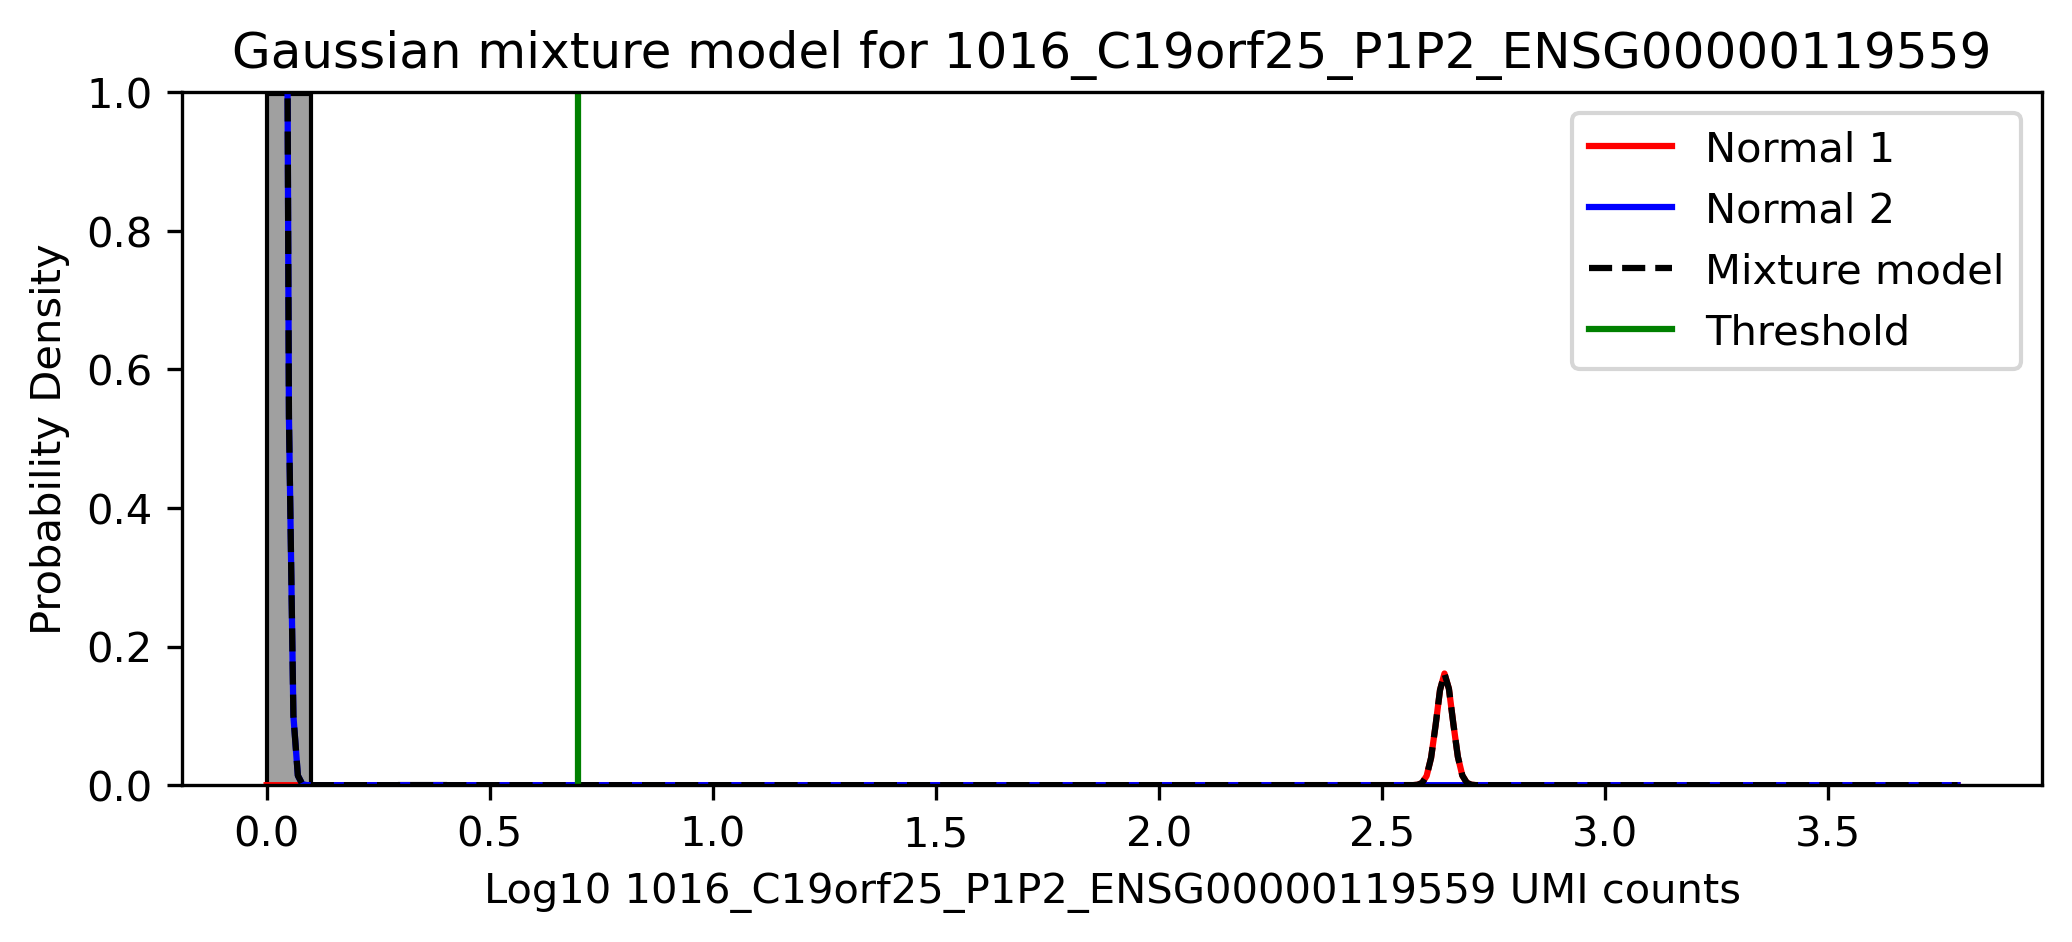 Gaussian mixture model for 1016_C19orf25_P1P2_ENSG00000119559
Probability Density
1.0
0.8
0.6
0.4
0.2
0.0
Normal 1
Normal 2
Mixture model
Threshold
0.0 0.5 1.0 1.5 2.0 2.5 3.0 3.5
Log10 1016_C19orf25_P1P2_ENSG00000119559 UMI counts